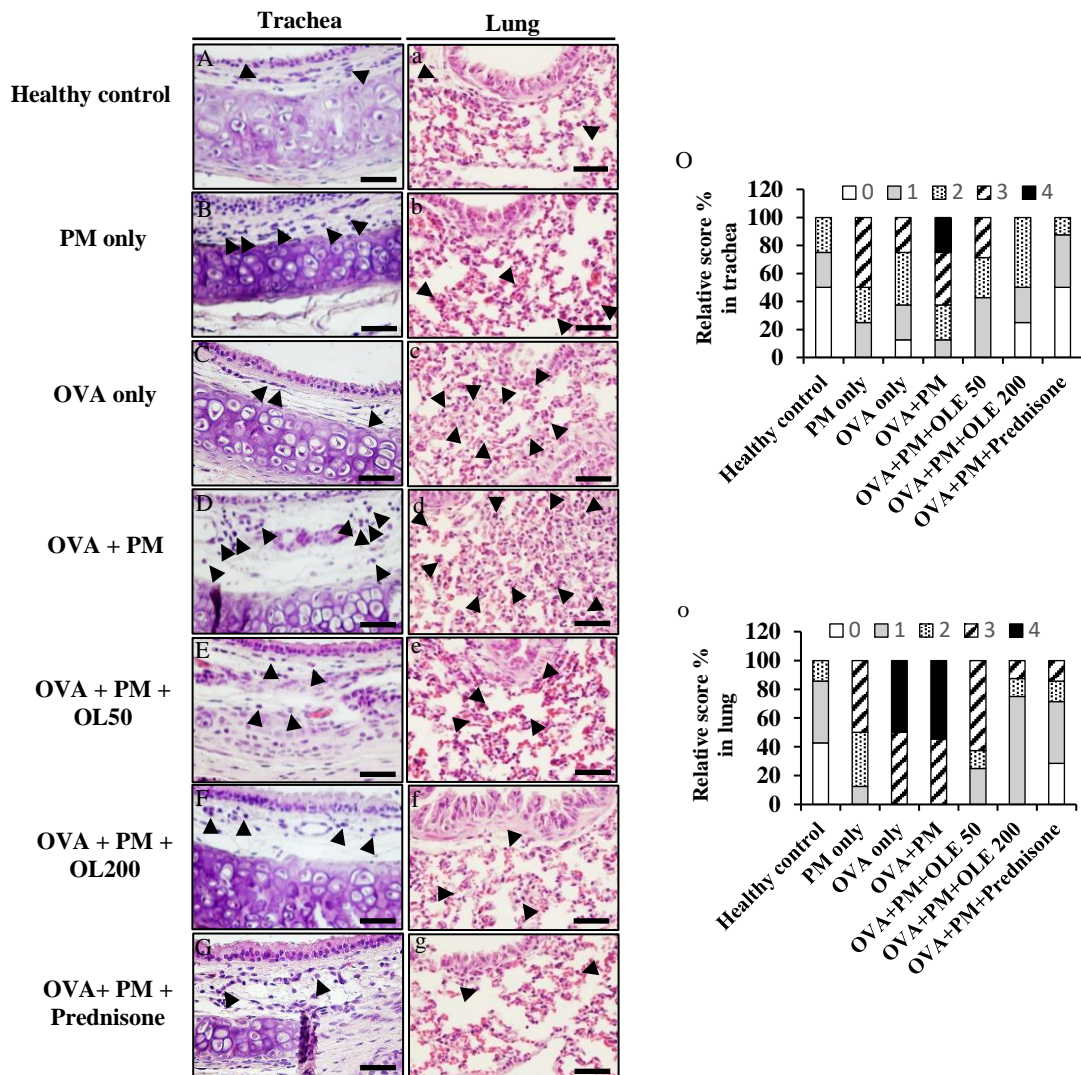 Trachea
Lung
Healthy control
A
a
PM only
B
b
OVA only
C
c
OVA + PM
D
d
OVA + PM +
OL50
E
e
OVA + PM +
OL200
F
f
OVA+ PM +
Prednisone
G
g
O
0 1 2 3 4
Relative score %
in trachea
120
100
80
60
40
20
0
Healthy control
PM only
OVA only
OVA+PM
OVA+PM+OLE 50
OVA+PM+OLE 200
OVA+PM+Prednisone
o
0 1 2 3 4
Relative score %
in lung
120
100
80
60
40
20
0
Healthy control
PM only
OVA only
OVA+PM
OVA+PM+OLE 50
OVA+PM+OLE 200
OVA+PM+Prednisone